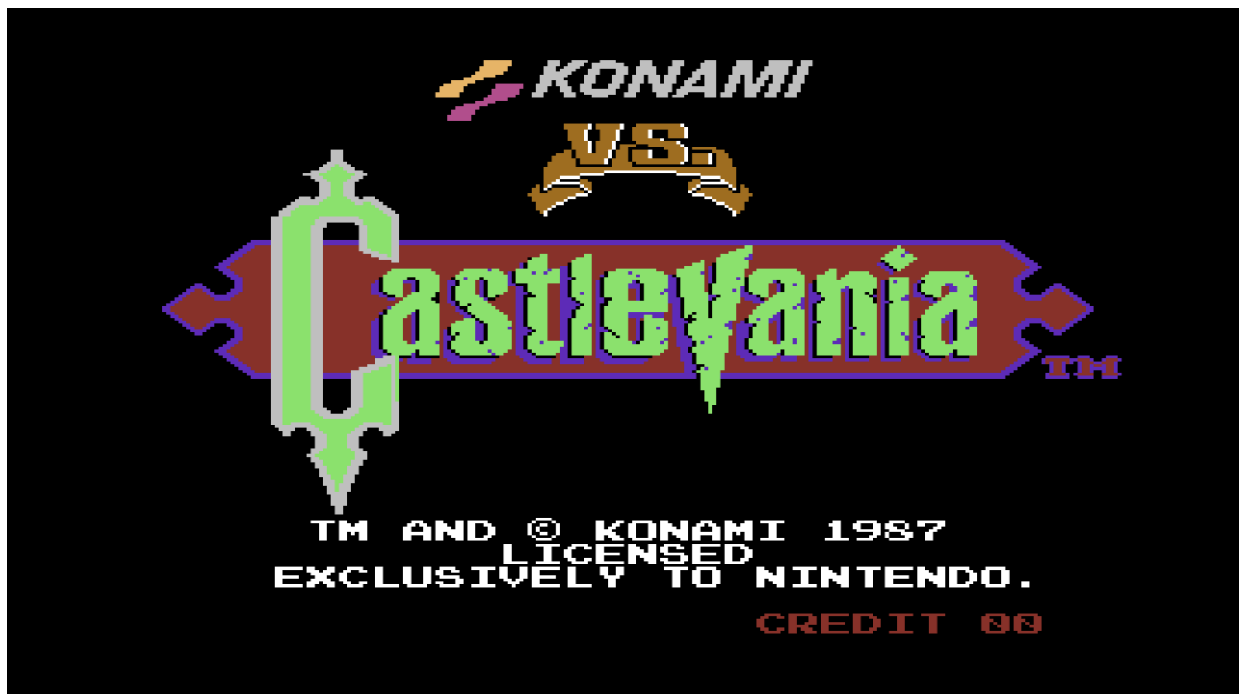 KONAMI
VS.
Castlevania
TM
TM AND © KONAMI 1987
LICENSED
EXCLUSIVELY TO NINTENDO.
CREDIT 00